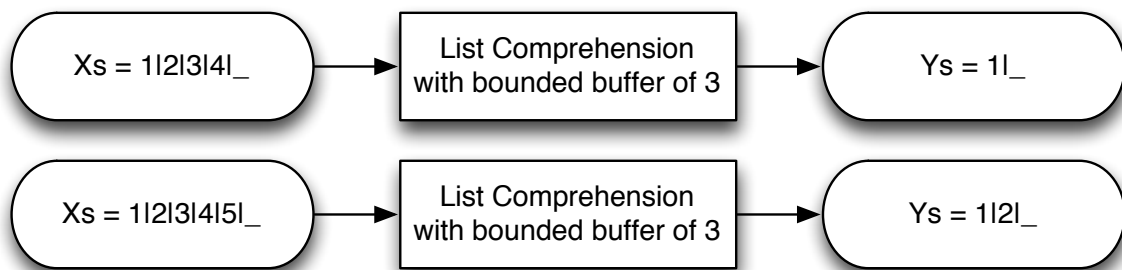 Xs = 1|2|3|4|_
List Comprehension
with bounded buffer of 3
Ys = 1|_
Xs = 1|2|3|4|5|_
List Comprehension
with bounded buffer of 3
Ys = 1|2|_